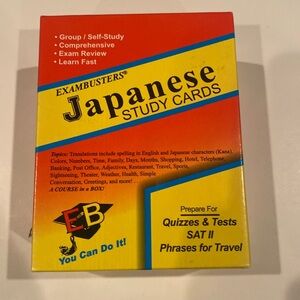 • Group / Self-Study
• Comprehensive
• Exam Review
• Learn Fast
EXAMBUSTERS®
Japanese
STUDY CARDS
Topics: Translations include spelling in English and Japanese characters (Kana),
Colors, Numbers, Time, Family, Days, Months, Shopping, Hotel, Telephone,
Banking, Post Office, Adjectives, Restaurant, Travel, Sports,
Sightseeing, Theater, Weather, Health, Simple
Conversation, Greetings, and more!
A COURSE in a BOX!
EB
You Can Do It!
Prepare For
Quizzes & Tests
SAT II
Phrases for Travel